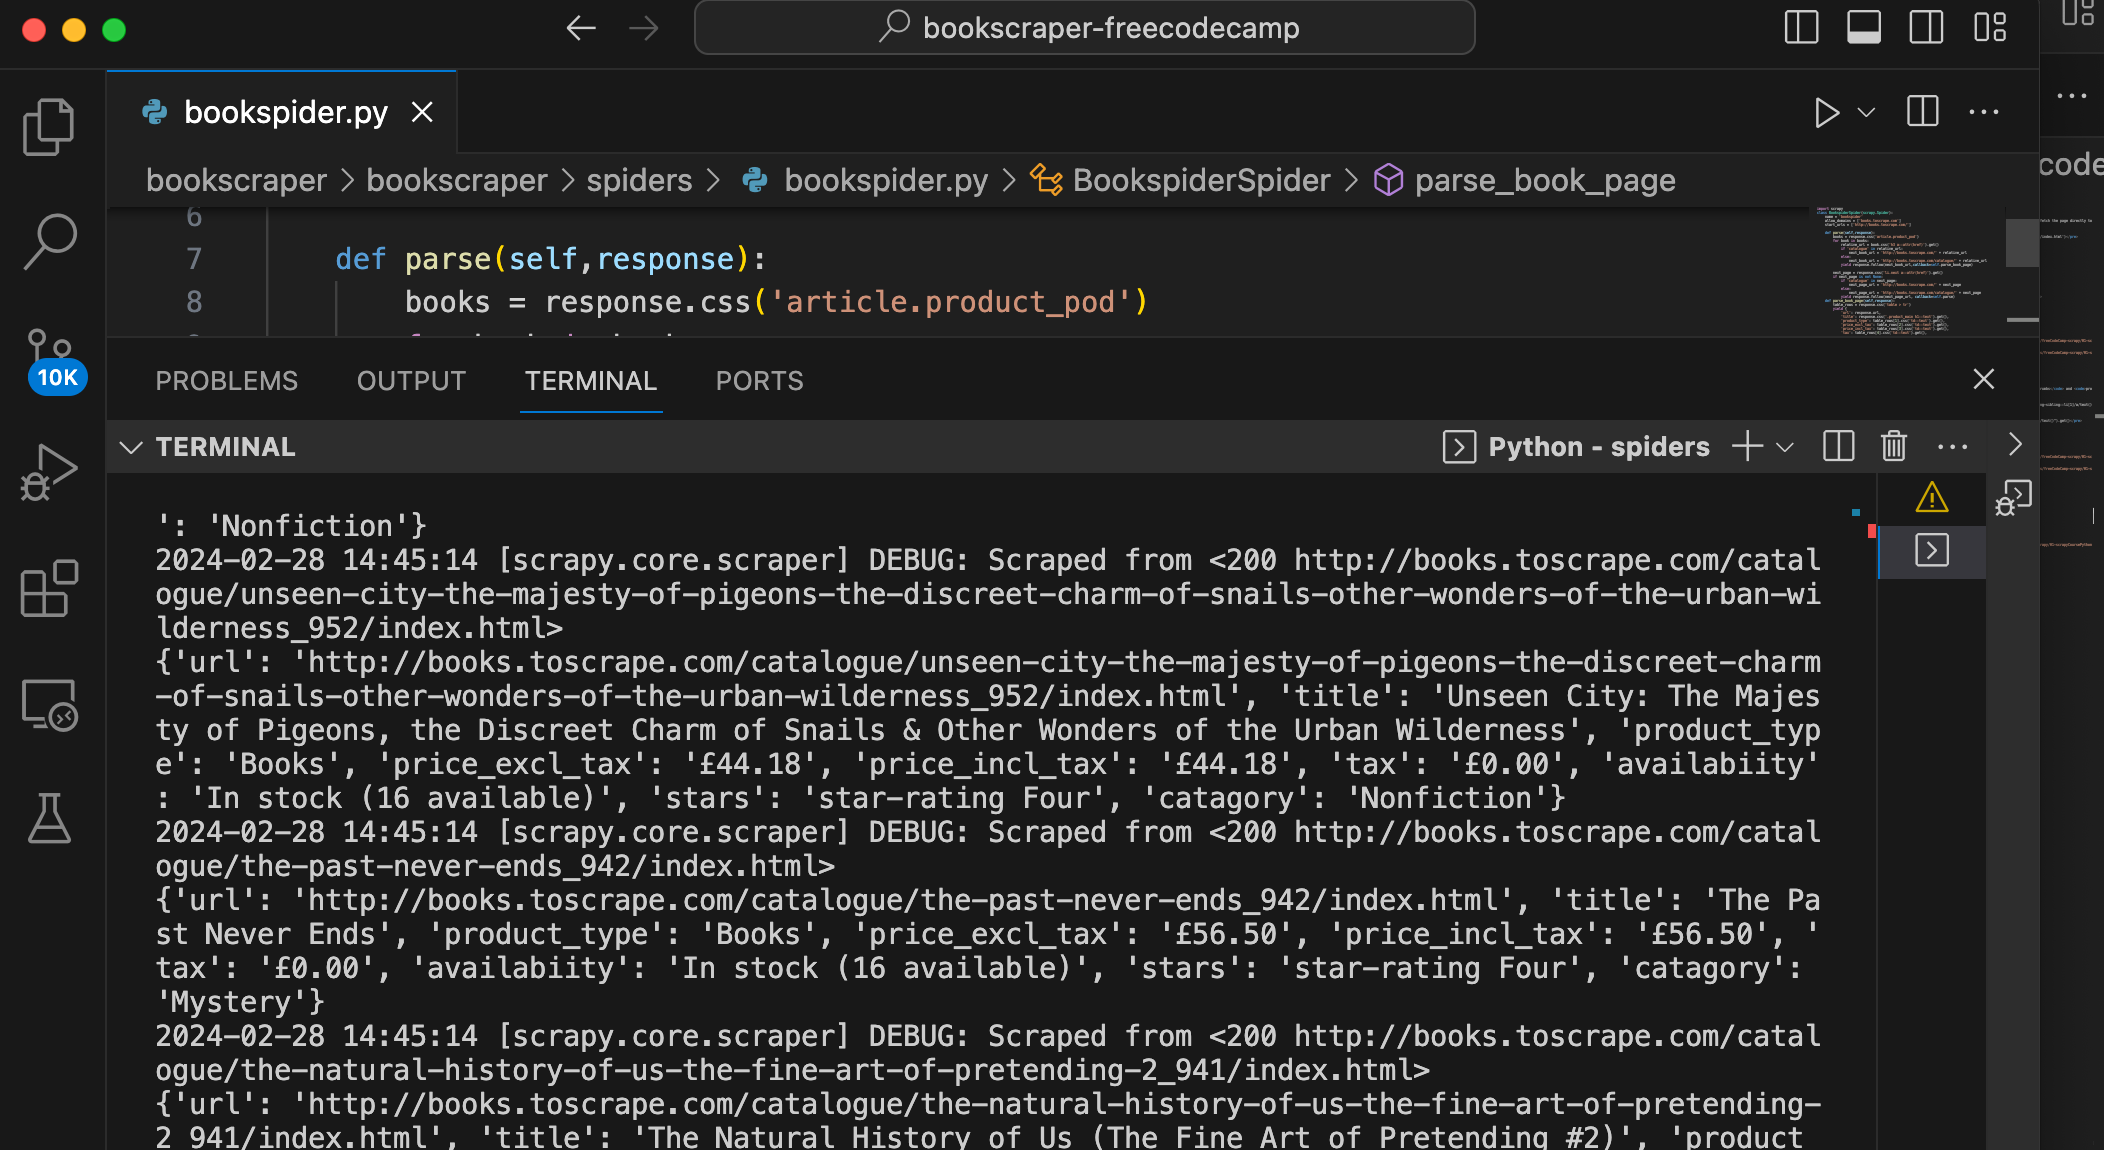 bookscraper-freecodecamp
bookspider.py
bookscraper > bookscraper > spiders > bookspider.py > BookspiderSpider > parse_book_page
code
6
7 def parse(self,response):
8 books = response.css('article.product_pod')
10K
PROBLEMS OUTPUT TERMINAL PORTS
TERMINAL
Python - spiders
': 'Nonfiction'}
2024-02-28 14:45:14 [scrapy.core.scraper] DEBUG: Scraped from <200 http://books.toscrape.com/catal
ogue/unseen-city-the-majesty-of-pigeons-the-discreet-charm-of-snails-other-wonders-of-the-urban-wi
lderness_952/index.html>
{'url': 'http://books.toscrape.com/catalogue/unseen-city-the-majesty-of-pigeons-the-discreet-charm
-of-snails-other-wonders-of-the-urban-wilderness_952/index.html', 'title': 'Unseen City: The Majes
ty of Pigeons, the Discreet Charm of Snails & Other Wonders of the Urban Wilderness', 'product_typ
e': 'Books', 'price_excl_tax': '£44.18', 'price_incl_tax': '£44.18', 'tax': '£0.00', 'availabiity'
: 'In stock (16 available)', 'stars': 'star-rating Four', 'catagory': 'Nonfiction'}
2024-02-28 14:45:14 [scrapy.core.scraper] DEBUG: Scraped from <200 http://books.toscrape.com/catal
ogue/the-past-never-ends_942/index.html>
{'url': 'http://books.toscrape.com/catalogue/the-past-never-ends_942/index.html', 'title': 'The Pa
st Never Ends', 'product_type': 'Books', 'price_excl_tax': '£56.50', 'price_incl_tax': '£56.50', '
tax': '£0.00', 'availabiity': 'In stock (16 available)', 'stars': 'star-rating Four', 'catagory':
'Mystery'}
2024-02-28 14:45:14 [scrapy.core.scraper] DEBUG: Scraped from <200 http://books.toscrape.com/catal
ogue/the-natural-history-of-us-the-fine-art-of-pretending-2_941/index.html>
{'url': 'http://books.toscrape.com/catalogue/the-natural-history-of-us-the-fine-art-of-pretending-
2_941/index.html', 'title': 'The Natural History of Us (The Fine Art of Pretending #2)', 'product